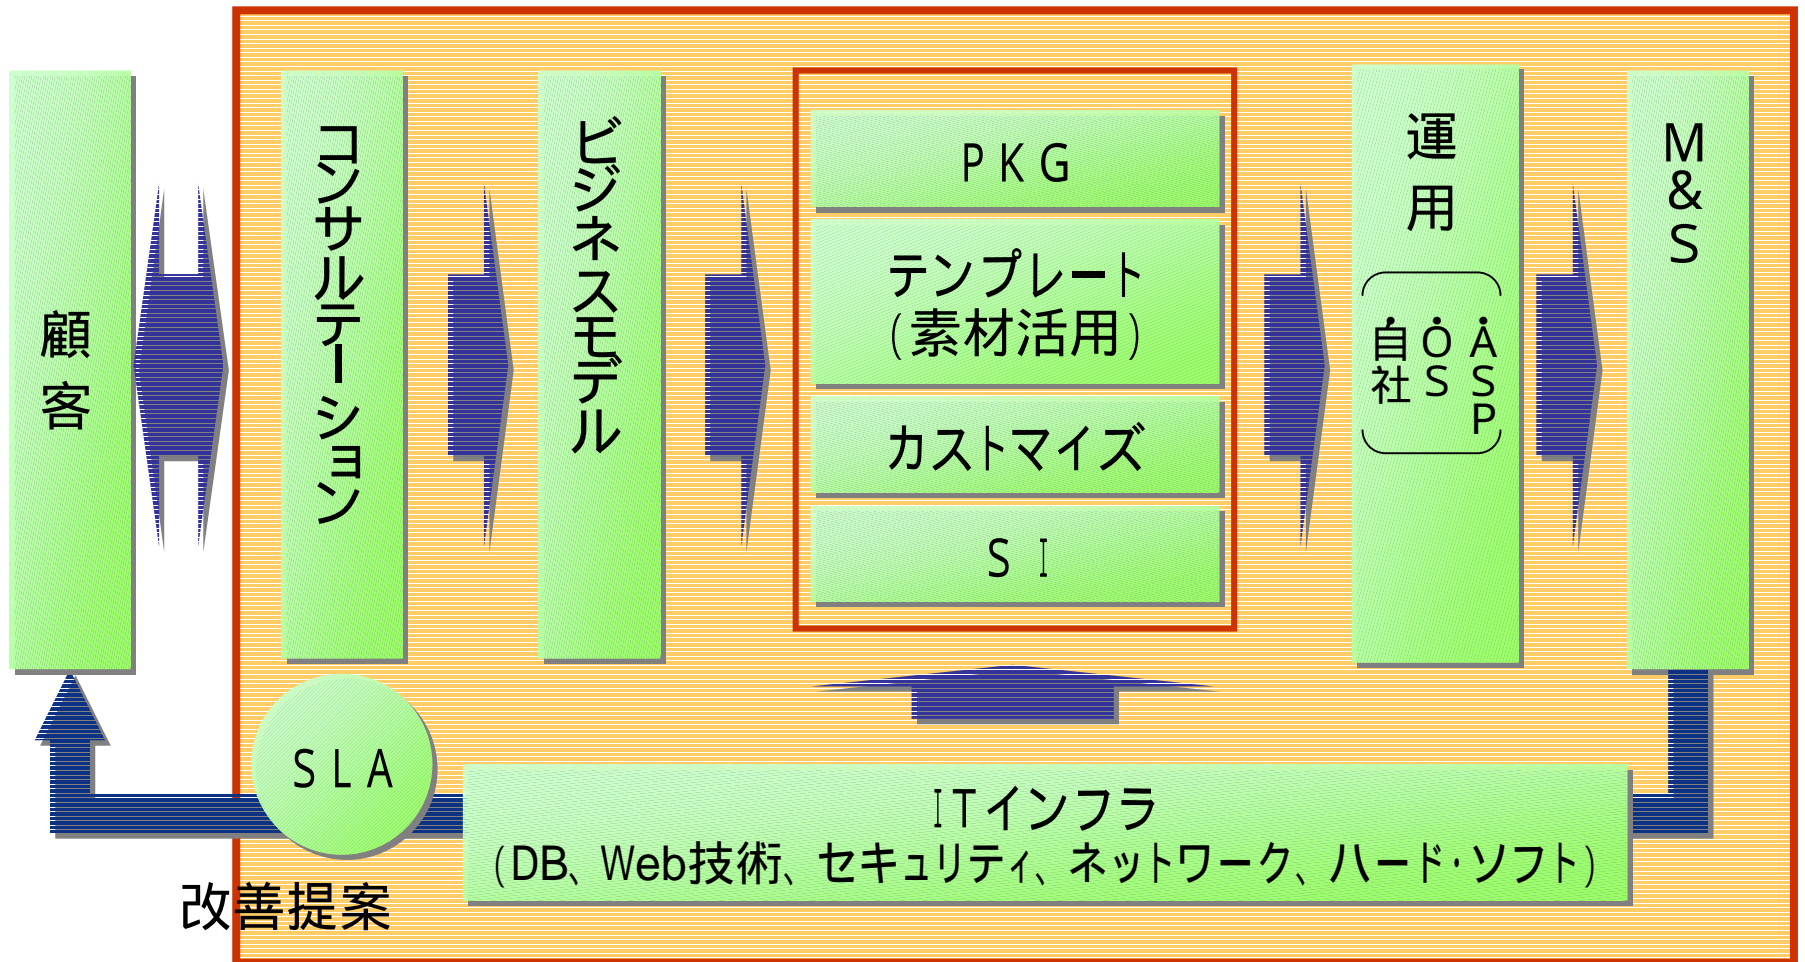 顧客
コンサルテーション
ビジネスモデル
ＰＫＧ
テンプレート
（素材活用）
カストマイズ
ＳＩ
運用
自社
・OS
・ASP
M&S
ＳＬＡ
ＩＴインフラ
（DB、Web技術、セキュリティ、ネットワーク、ハード・ソフト）
改善提案